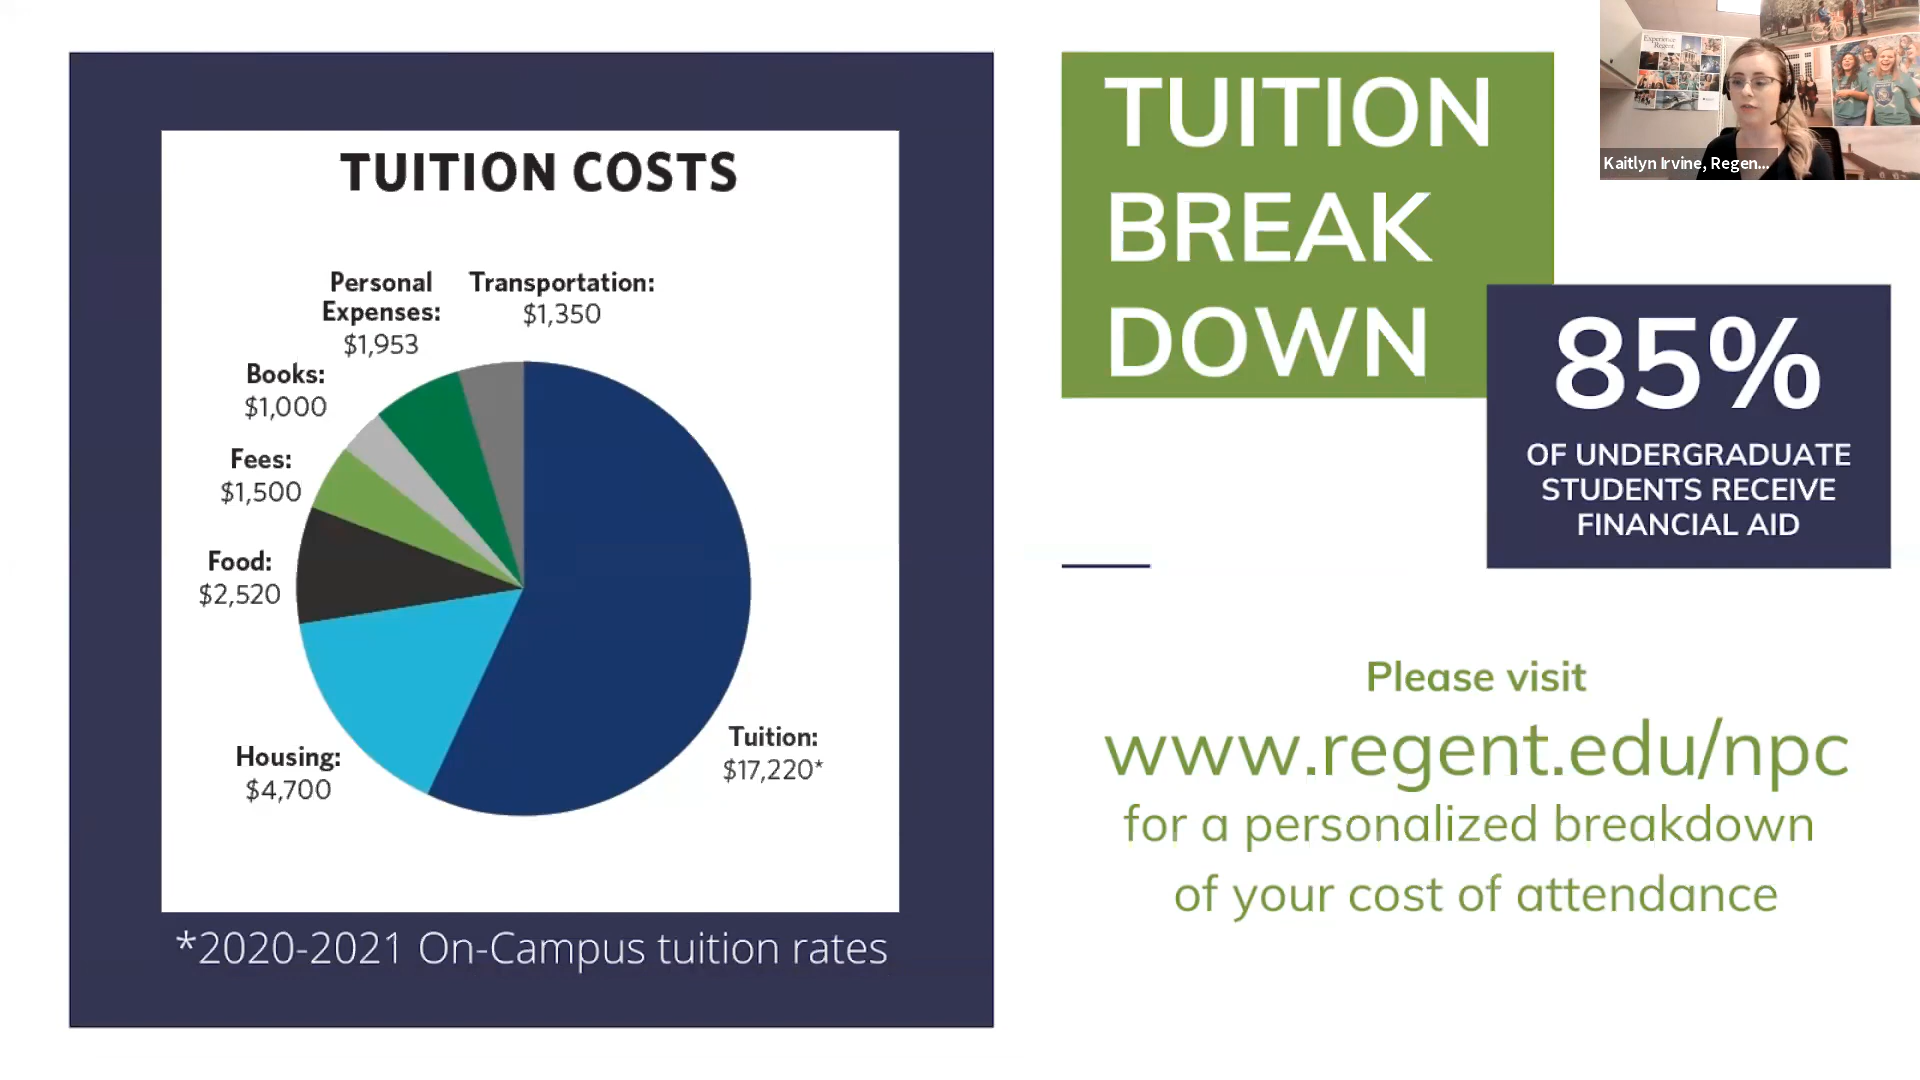 TUITION COSTS
Personal
Expenses:
$1,953
Transportation:
$1,350
Books:
$1,000
Fees:
$1,500
Food:
$2,520
Housing:
$4,700
Tuition:
$17,220*
*2020-2021 On-Campus tuition rates
TUITION
BREAK
DOWN
85%
OF UNDERGRADUATE
STUDENTS RECEIVE
FINANCIAL AID
Please visit
www.regent.edu/npc
for a personalized breakdown
of your cost of attendance
Experience
Regent
Kaitlyn Irvine, Regen...